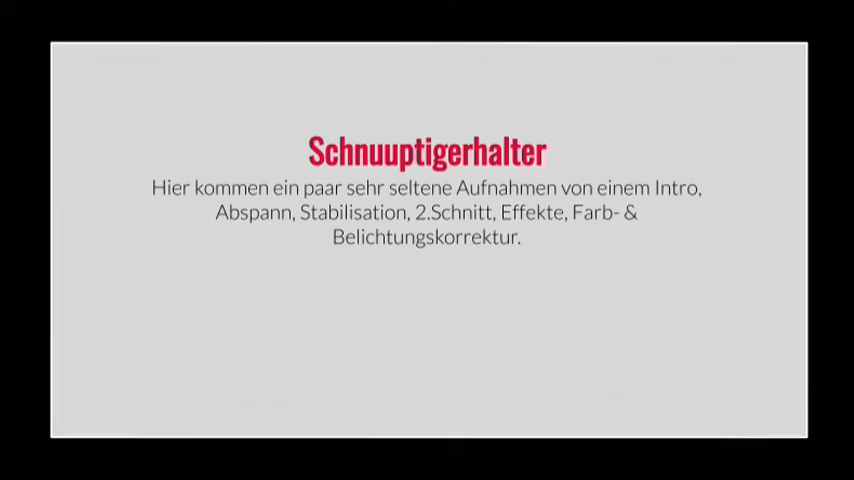 Schnuuptigerhalter
Hier kommen ein paar sehr seltene Aufnahmen von einem Intro,
Abspann, Stabilisation, 2.Schnitt, Effekte, Farb- &
Belichtungskorrektur.